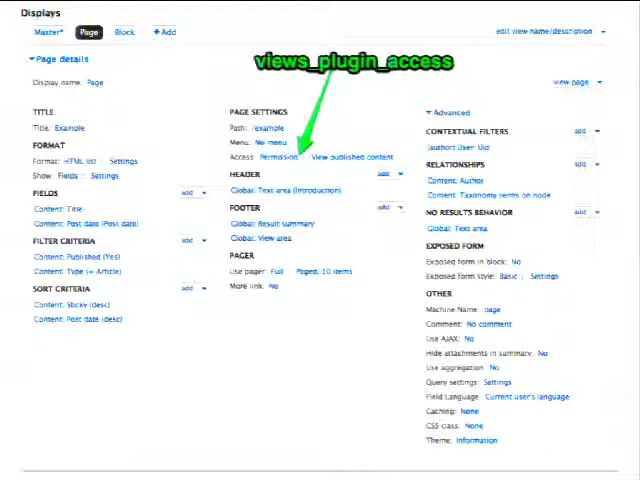 Displays
Master* Page Block +Add edit view name/description
Page details
views_plugin_access
Display name: Page view page
TITLE
Title: Example
FORMAT
Format: HTML list | Settings
Show: Fields | Settings
FIELDS add
Content: Title
Content: Post date (Post date)
FILTER CRITERIA add
Content: Published (Yes)
Content: Type (= Article)
SORT CRITERIA add
Content: Sticky (desc)
Content: Post date (desc)
PAGE SETTINGS
Path: /example
Menu: No menu
Access: Permission | View published content
HEADER add
Global: Text area (Introduction)
FOOTER add
Global: Result summary
Global: View area
PAGER
Use pager: Full | Paged, 10 items
More link: No
Advanced
CONTEXTUAL FILTERS add
(author) User: Uid
RELATIONSHIPS add
Content: Author
Content: Taxonomy terms on node
NO RESULTS BEHAVIOR add
Global: Text area
EXPOSED FORM
Exposed form in block: No
Exposed form style: Basic | Settings
OTHER
Machine Name: page
Comment: No comment
Use AJAX: No
Hide attachments in summary: No
Use aggregation: No
Query settings: Settings
Field Language: Current user's language
Caching: None
CSS class: None
Theme: Information